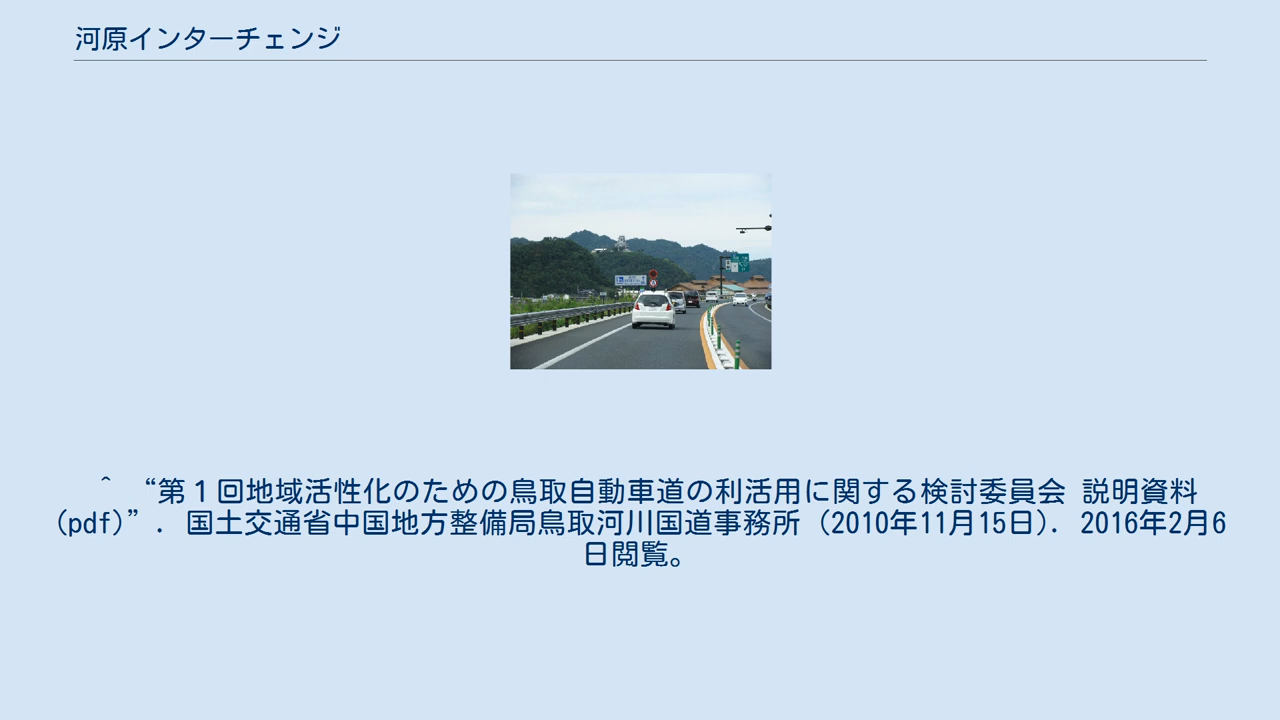 河原インターチェンジ
^ “第１回地域活性化のための鳥取自動車道の利活用に関する検討委員会 説明資料
(pdf)”. 国土交通省中国地方整備局鳥取河川国道事務所 (2010年11月15日). 2016年2月6
日閲覧。